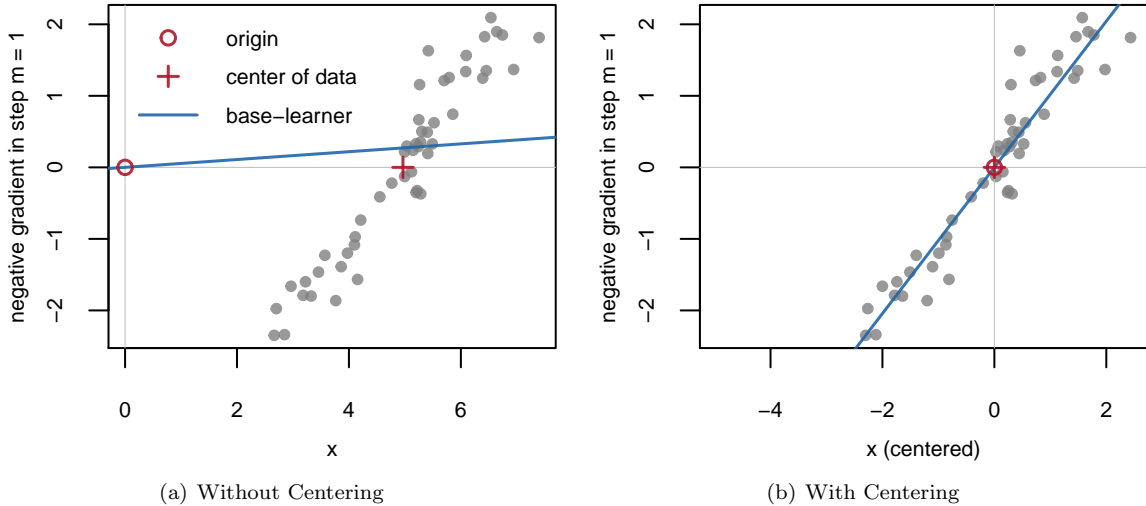 negative gradient in step m = 1
2
1
0
−1
−2
origin
center of data
base−learner
0 2 4 6
x
(a) Without Centering
negative gradient in step m = 1
2
1
0
−1
−2
−4 −2 0 2
x (centered)
(b) With Centering